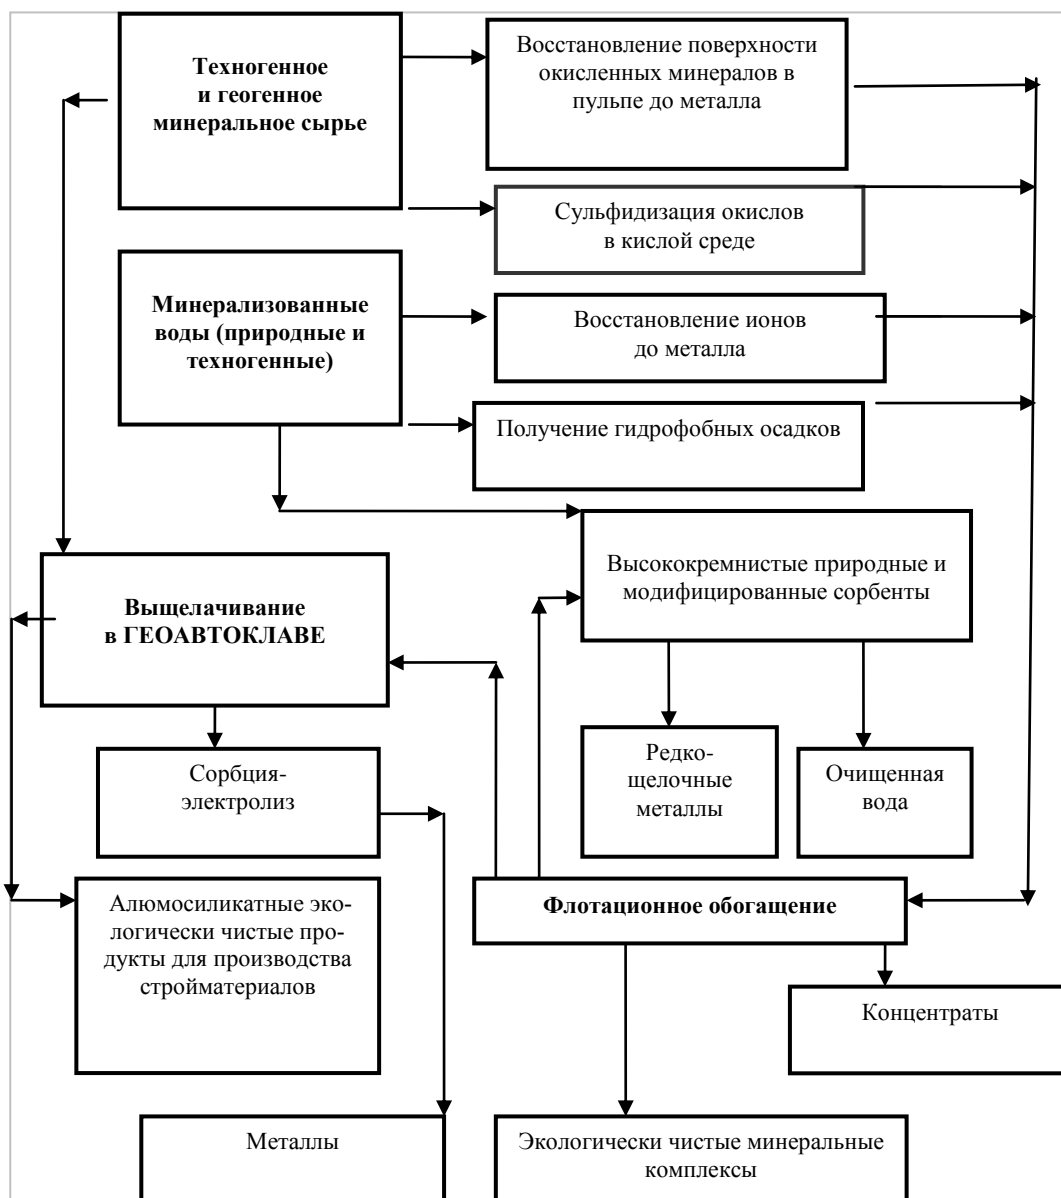 Техногенное
и геогенное
минеральное сырье
Восстановление поверхности
окисленных минералов в
пульпе до металла
Сульфидизация окислов
в кислой среде
Минерализованные
воды (природные и
техногенные)
Восстановление ионов
до металла
Получение гидрофобных осадков
Высококремнистые природные и
модифицированные сорбенты
Выщелачивание
в ГЕОАВТОКЛАВЕ
Сорбция-
электролиз
Редко-
щелочные
металлы
Очищенная
вода
Алюмосиликатные эко-
логически чистые про-
дукты для производства
стройматериалов
Флотационное обогащение
Концентраты
Металлы
Экологически чистые минеральные
комплексы